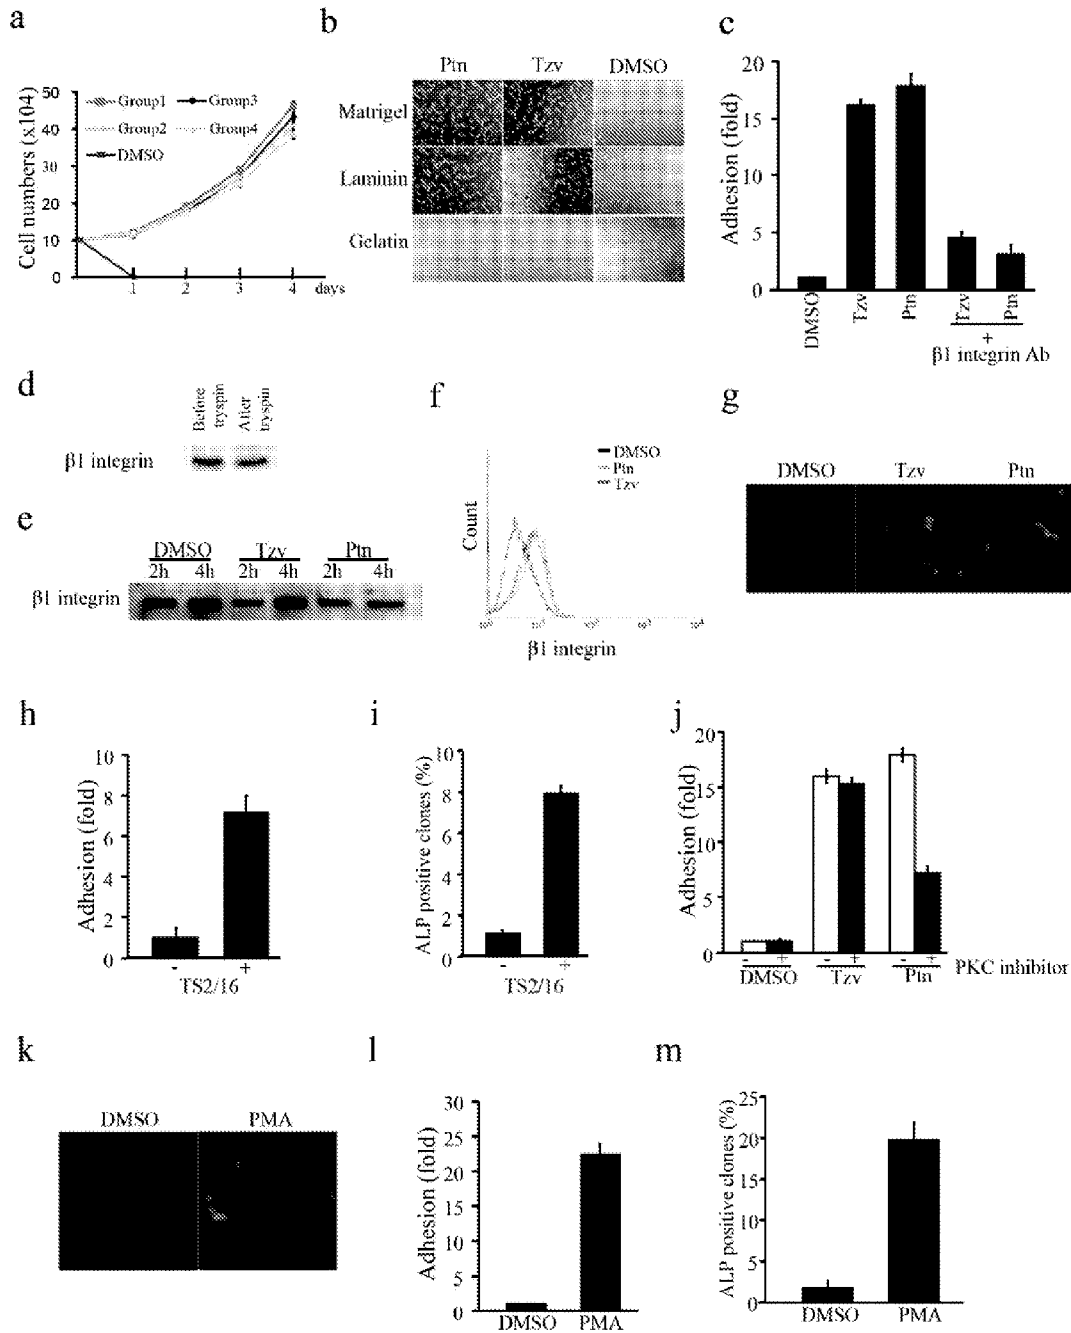 a
Cell numbers (x104)
50
40
30
20
10
0
Group1
Group3
Group2
Group4
DMSO
1
2
3
4
days
b
Ptn
Tzv
DMSO
Matrigel
Laminin
Gelatin
c
Adhesion (fold)
20
15
10
5
0
DMSO
Tzv
Ptn
Tzv
Ptn
+
β1 integrin Ab
d
Before tryspin
After tryspin
β1 integrin
e
DMSO
Tzv
Ptn
2h
4h
2h
4h
2h
4h
β1 integrin
f
DMSO
Ptn
Tzv
Count
β1 integrin
g
DMSO
Tzv
Ptn
h
Adhesion (fold)
10
8
6
4
2
0
-
+
TS2/16
i
ALP positive clones (%)
10
8
6
4
2
0
-
+
TS2/16
j
Adhesion (fold)
20
15
10
5
0
- + - + - +
PKC inhibitor
DMSO
Tzv
Ptn
k
DMSO
PMA
l
Adhesion (fold)
30
25
20
15
10
5
0
DMSO
PMA
m
ALP positive clones (%)
25
20
15
10
5
0
DMSO
PMA